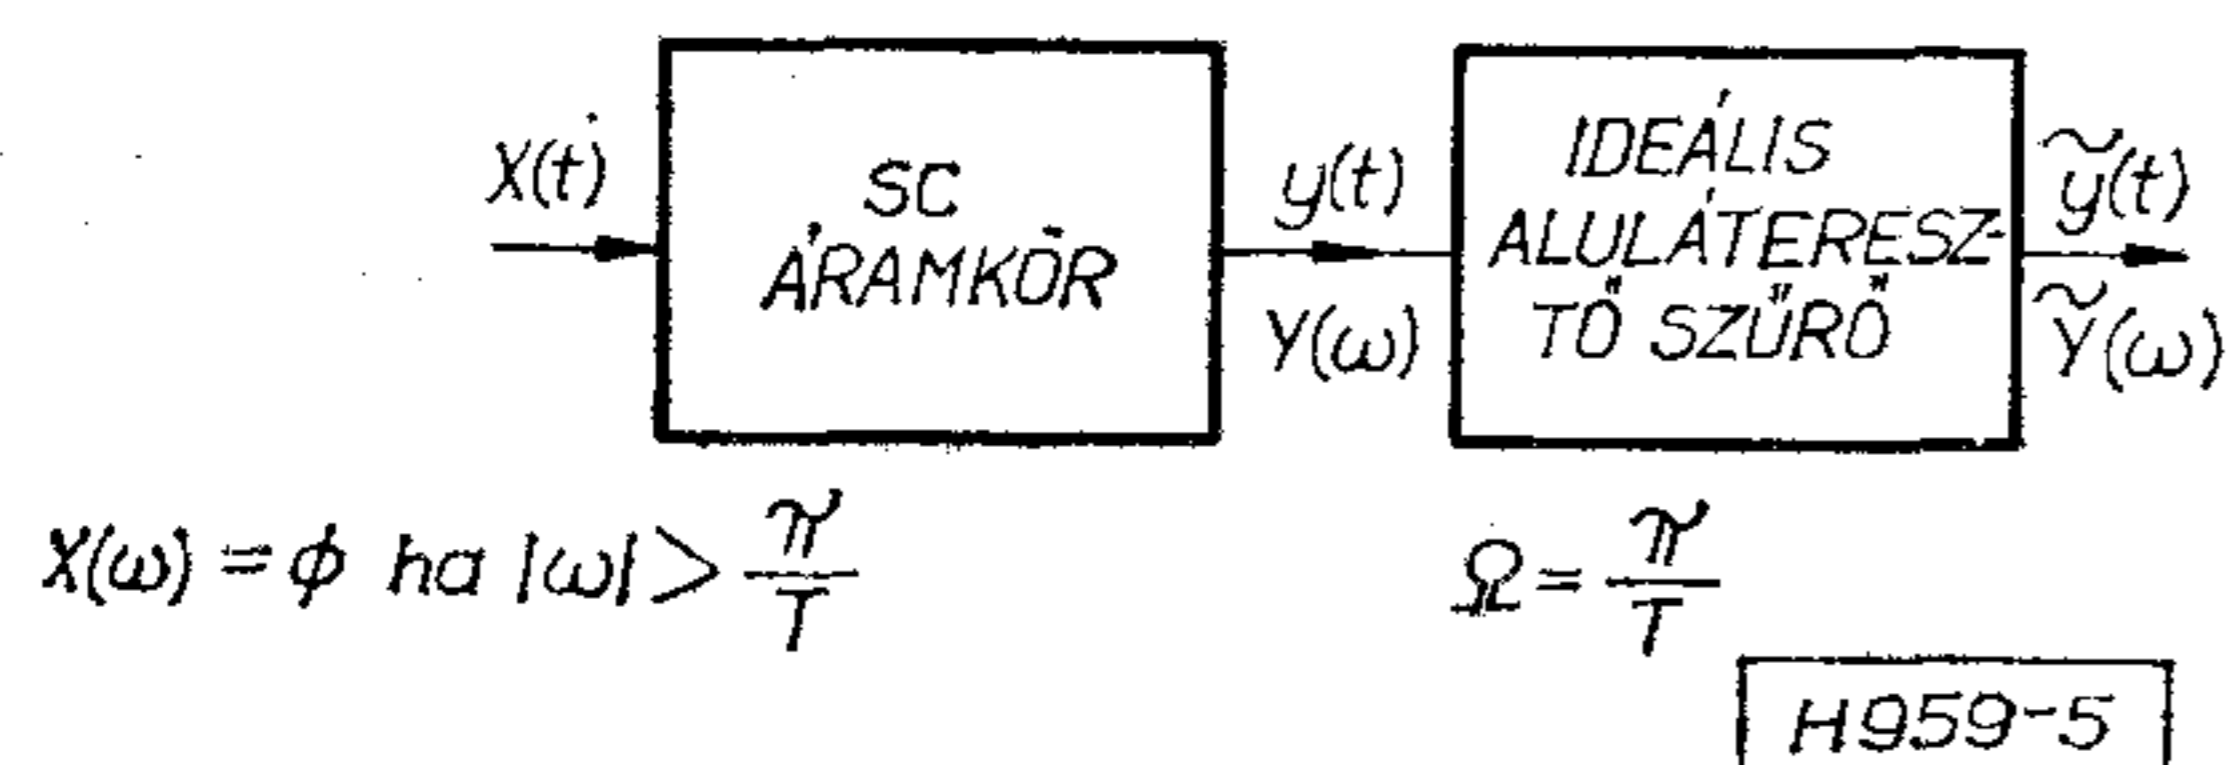 X(t)
SC
ÁRAMKÖR
y(t)
Y(ω)
IDEÁLIS
ALULÁTERESZ-
TŐ SZŰRŐ
ỹ(t)
Ỹ(ω)
X(ω) = ϕ ha |ω| > π/T
Ω = π/T
H959-5